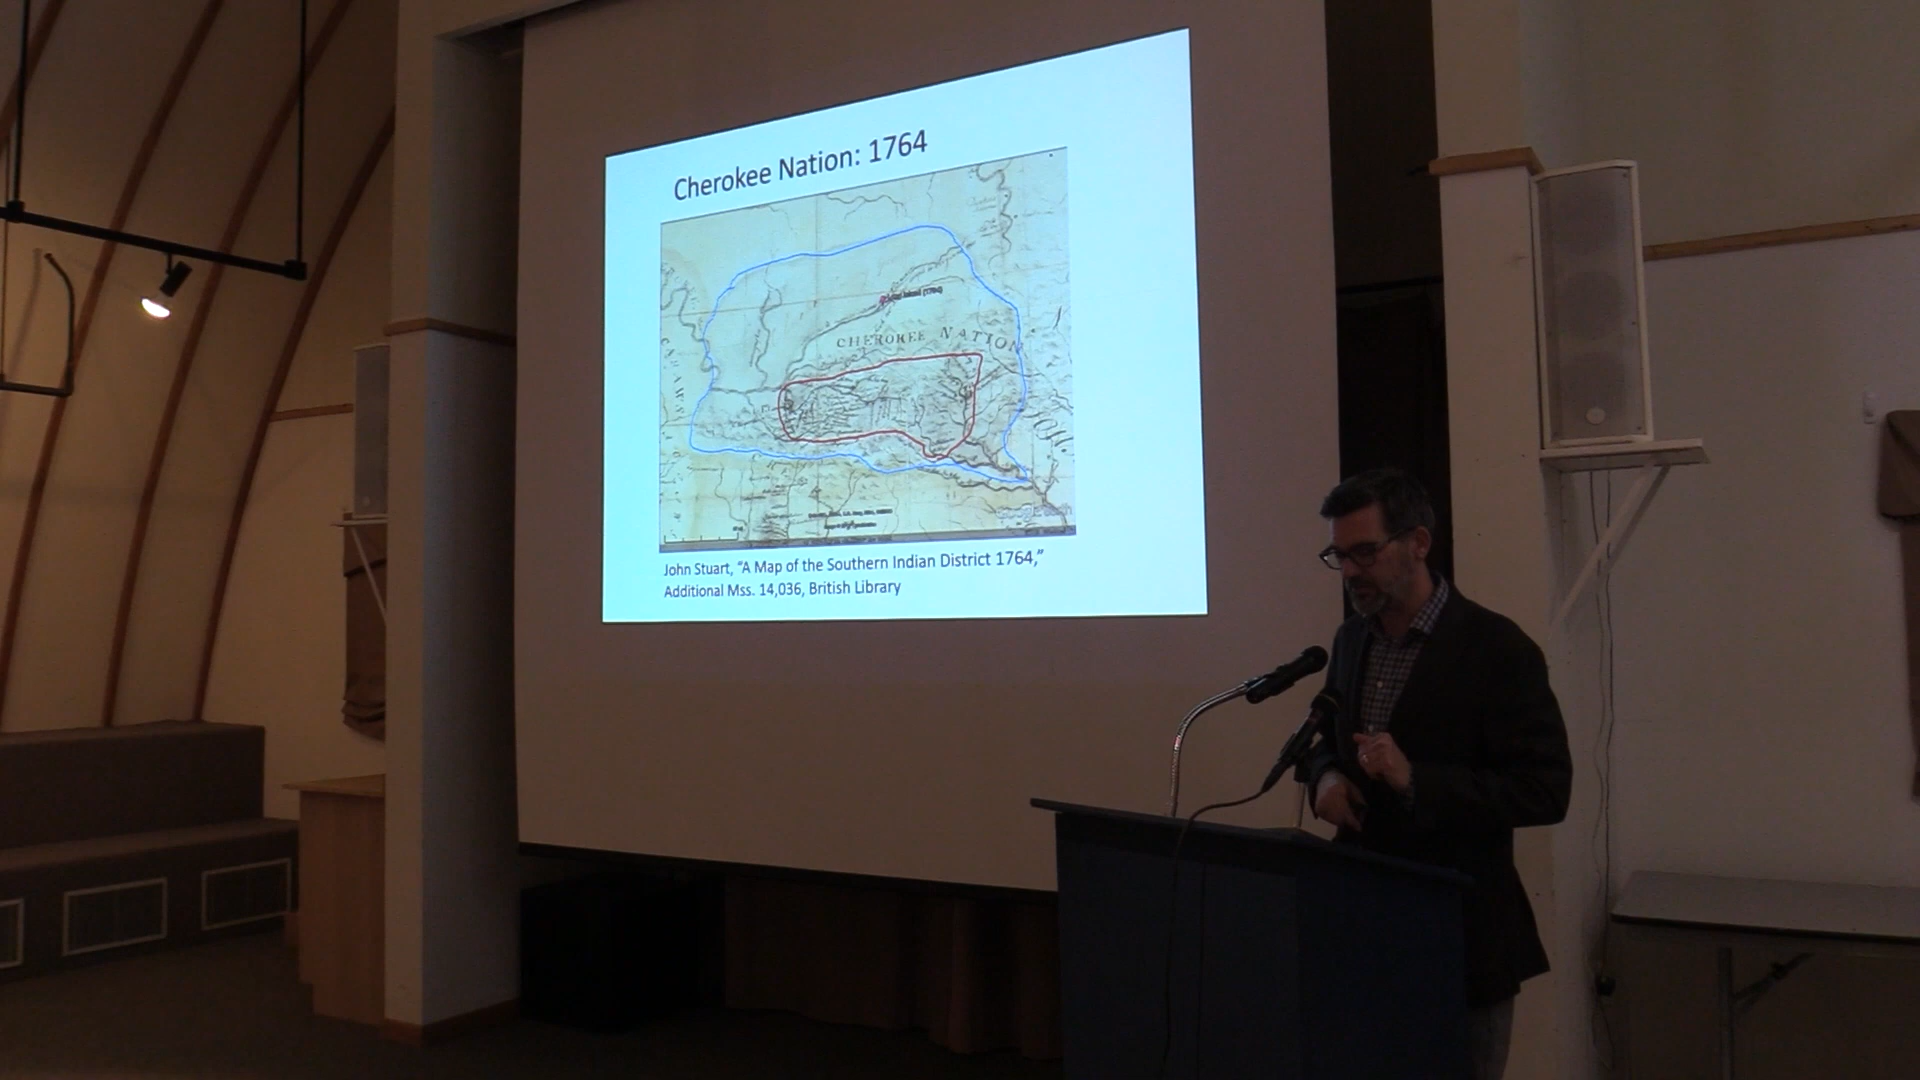 Cherokee Nation: 1764
CHEROKEE NATION
John Stuart, “A Map of the Southern Indian District 1764,”
Additional Mss. 14,036, British Library